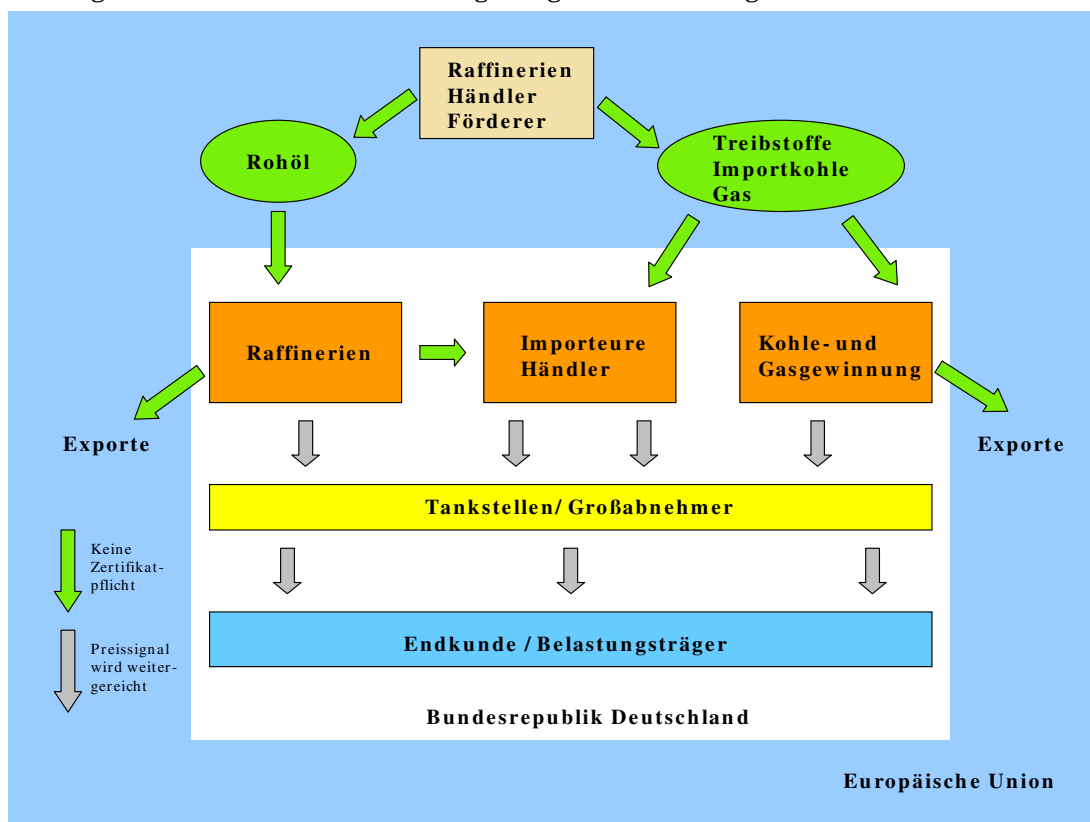 Raffinerien
Händler
Förderer
Rohöl
Treibstoffe
Importkohle
Gas
Raffinerien
Importeure
Händler
Kohle- und
Gasgewinnung
Exporte
Exporte
Tankstellen/ Großabnehmer
Keine
Zertifikat-
pflicht
Endkunde / Belastungsträger
Preissignal
wird weiter-
gereicht
Bundesrepublik Deutschland
Europäische Union